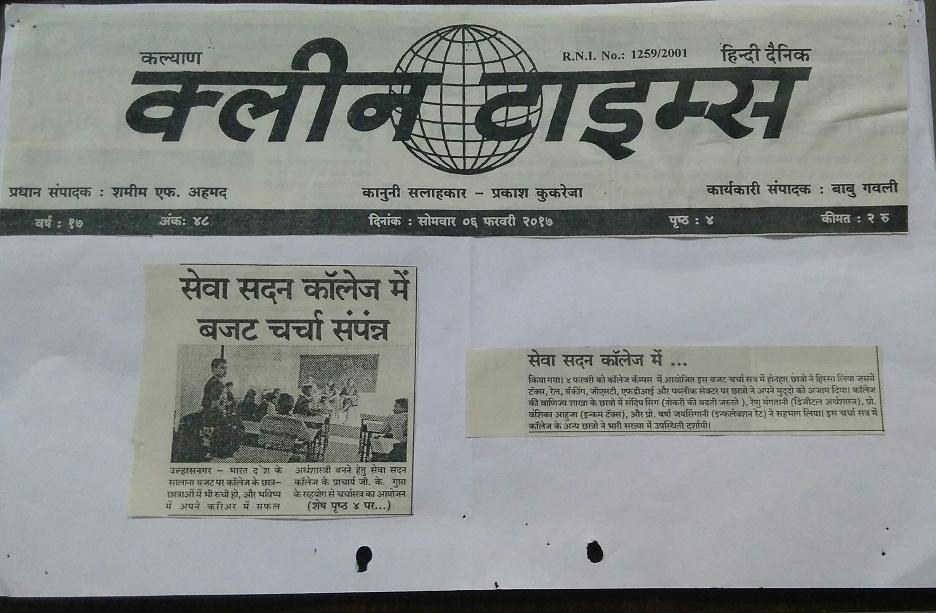 कल्याण
R.N.I. No.: 1259/2001
हिन्दी दैनिक
क्लीन टाइम्स
प्रधान संपादक : शमीम एफ. अहमद
कानुनी सलाहकार – प्रकाश कुकरेजा
कार्यकारी संपादक : बाबु गवली
वर्ष : १७ अंक: ४८ दिनांक : सोमवार ०६ फरवरी २०१७ पृष्ठ : ४ कीमत : २ रु
सेवा सदन कॉलेज में
बजट चर्चा संपंन्न
उल्हासनगर – भारत देश के
सालाना बजट पर कॉलेज के छात्र–
छात्राओं में भी रुची हो, और भविष्य
में अपने करिअर में सफल
अर्थशास्त्री बनने हेतु सेवा सदन
कॉलेज के प्राचार्य जी. के. गुप्ता
के सहयोग से चर्चासत्र का आयोजन
(शेष पृष्ठ ४ पर...)
सेवा सदन कॉलेज में ...
किया गया। ४ फरवरी को कॉलेज कॅम्पस में आयोजित इस बजट चर्चा सत्र में होनहार छात्रो ने हिस्सा लिया जसमें
टॅक्स, रेल, बँकींग, जीएसटी, एफडीआई और पब्लीक सेक्टर पर छात्रो ने अपने मुद्दो को अंजाम दिया। कॉलेज
की वाणिज्य शाखा के छात्रो में संदिप सिंग (नोकरी की बढती जरुरते ), रेणु मंगतानी (डिजीटल अर्थशास्त्र), प्रो.
वंशिका आहुजा (इन्कम टॅक्स), और प्रो. वर्षा जयसिंगानी (इन्फलेक्शन रेट) ने सहभाग लिया। इस चर्चा सत्र में
कॉलेज के अन्य छात्रो ने भारी संख्या में उपस्थिती दर्शायी।